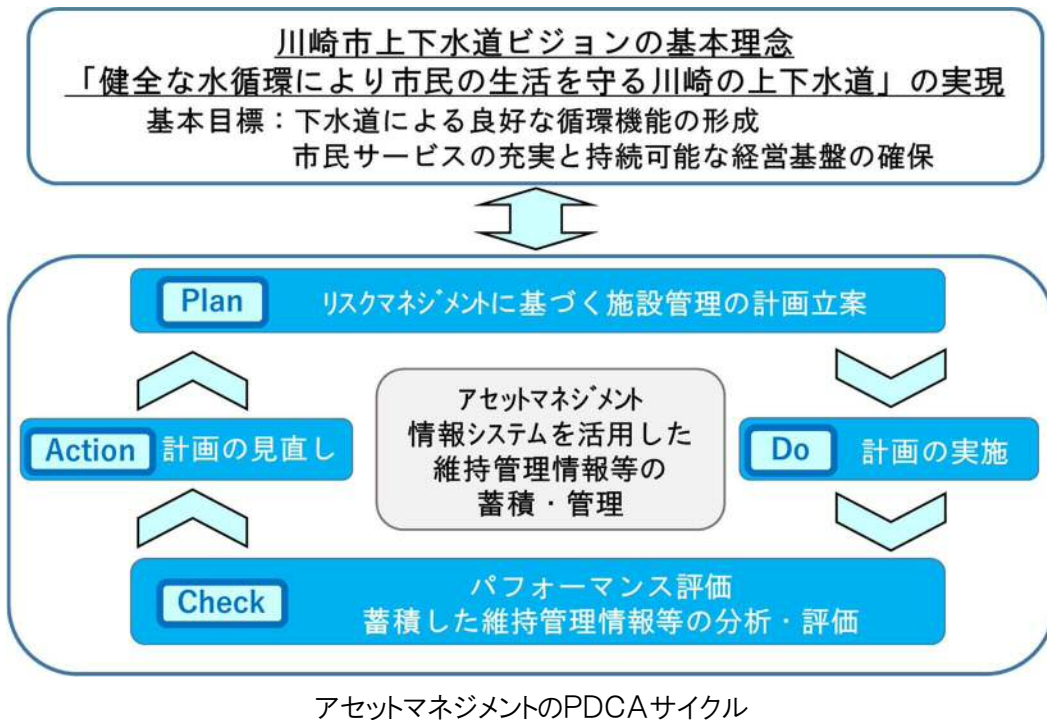 川崎市上下水道ビジョンの基本理念
「健全な水循環により市民の生活を守る川崎の上下水道」の実現
基本目標：下水道による良好な循環機能の形成
市民サービスの充実と持続可能な経営基盤の確保
Plan リスクマネジメントに基づく施設管理の計画立案
アセットマネジメント
情報システムを活用した
維持管理情報等の
蓄積・管理
Action 計画の見直し
Do 計画の実施
Check パフォーマンス評価
蓄積した維持管理情報等の分析・評価
アセットマネジメントのPDCAサイクル